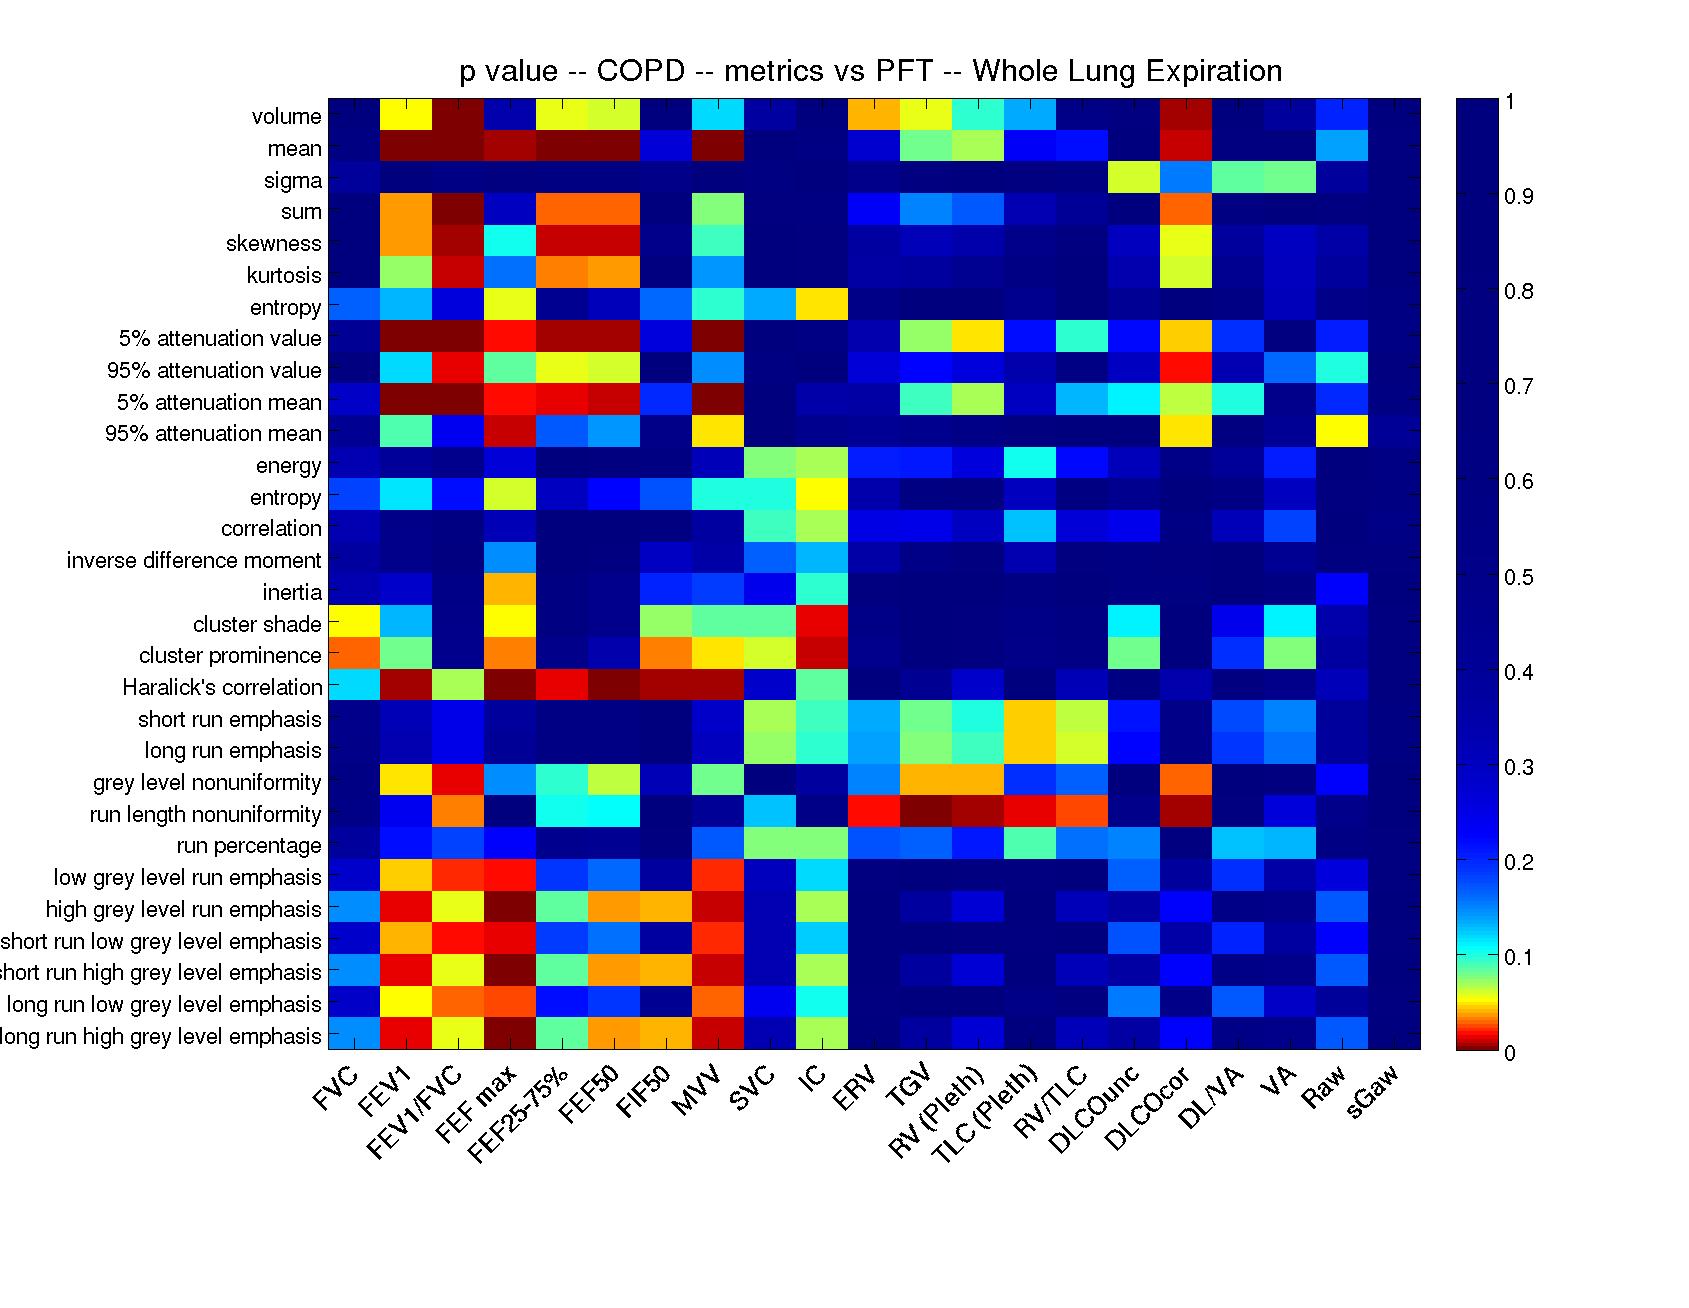 p value -- COPD -- metrics vs PFT -- Whole Lung Expiration
volume
mean
sigma
sum
skewness
kurtosis
entropy
5% attenuation value
95% attenuation value
5% attenuation mean
95% attenuation mean
energy
entropy
correlation
inverse difference moment
inertia
cluster shade
cluster prominence
Haralick's correlation
short run emphasis
long run emphasis
grey level nonuniformity
run length nonuniformity
run percentage
low grey level run emphasis
high grey level run emphasis
short run low grey level emphasis
short run high grey level emphasis
long run low grey level emphasis
long run high grey level emphasis
FVC
FEV1
FEV1/FVC
FEF max
FEF25-75%
FEF50
FIF50
MVV
SVC
IC
ERV
TGV
RV (Pleth)
TLC (Pleth)
RV/TLC
DLCOunc
DLCOcor
DL/VA
VA
Raw
sGaw
1
0.9
0.8
0.7
0.6
0.5
0.4
0.3
0.2
0.1
0